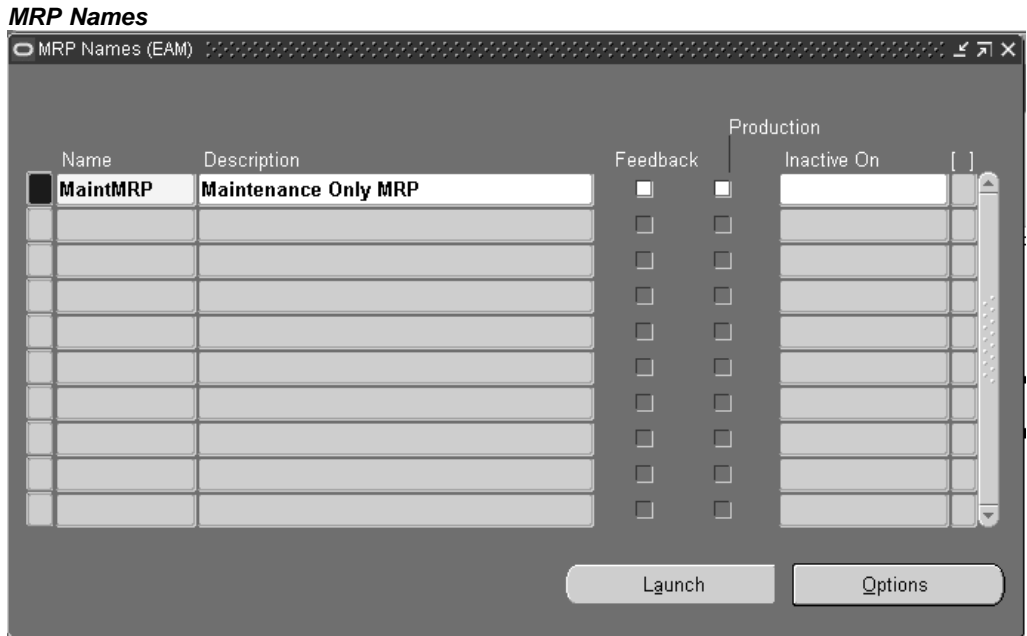 MRP Names
MRP Names (EAM)
Production
Name Description Feedback Inactive On [ ]
MaintMRP Maintenance Only MRP
Launch Options